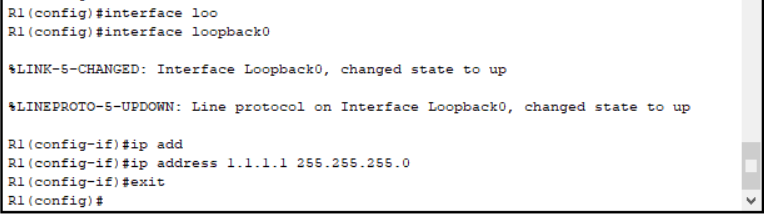 R1(config)#interface loo
R1(config)#interface loopback0
%LINK-5-CHANGED: Interface Loopback0, changed state to up
%LINEPROTO-5-UPDOWN: Line protocol on Interface Loopback0, changed state to up
R1(config-if)#ip add
R1(config-if)#ip address 1.1.1.1 255.255.255.0
R1(config-if)#exit
R1(config)#